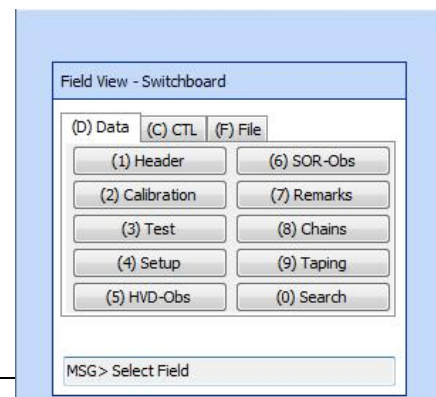 Field View - Switchboard
(D) Data (C) CTL (F) File
(1) Header (6) SOR-Obs
(2) Calibration (7) Remarks
(3) Test (8) Chains
(4) Setup (9) Taping
(5) HVD-Obs (0) Search
MSG> Select Field